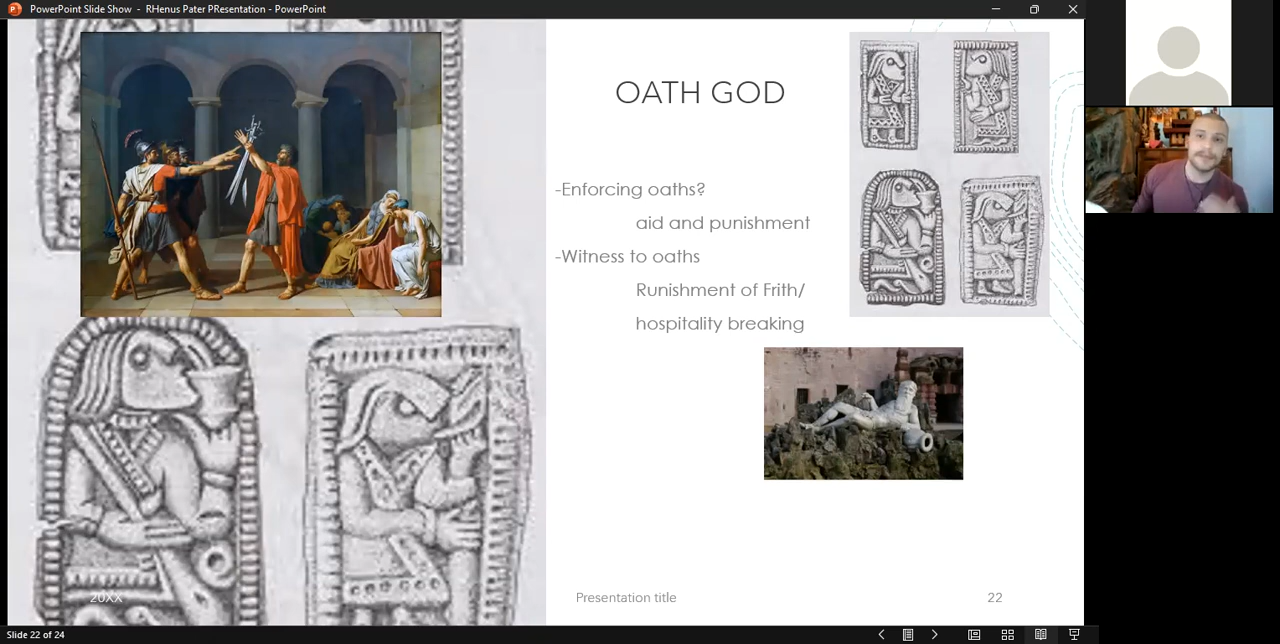 PowerPoint Slide Show - RHenus Pater PResentation - PowerPoint
OATH GOD
-Enforcing oaths?
aid and punishment
-Witness to oaths
Runishment of Frith/
hospitality breaking
20XX
Presentation title
22
Slide 22 of 24